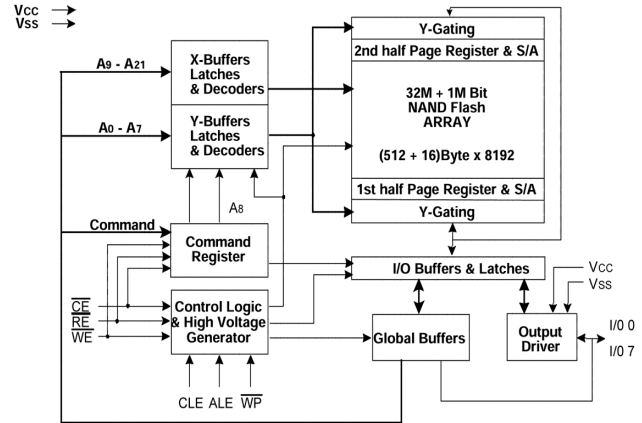 VCC
VSS
A9 - A21
X-Buffers
Latches
& Decoders
A0 - A7
Y-Buffers
Latches
& Decoders
A8
Command
Command
Register
CE
RE
WE
Control Logic
& High Voltage
Generator
CLE ALE WP
Y-Gating
2nd half Page Register & S/A
32M + 1M Bit
NAND Flash
ARRAY
(512 + 16)Byte x 8192
1st half Page Register & S/A
Y-Gating
I/O Buffers & Latches
Global Buffers
Output
Driver
VCC
VSS
I/0 0
I/0 7